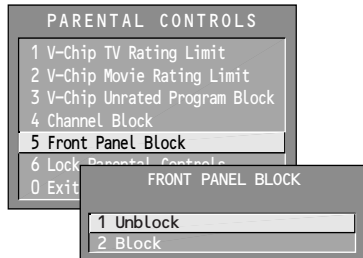 PARENTAL CONTROLS
1 V-Chip TV Rating Limit
2 V-Chip Movie Rating Limit
3 V-Chip Unrated Program Block
4 Channel Block
5 Front Panel Block
6 Lock Parental Controls
0 Exit
FRONT PANEL BLOCK
1 Unblock
2 Block